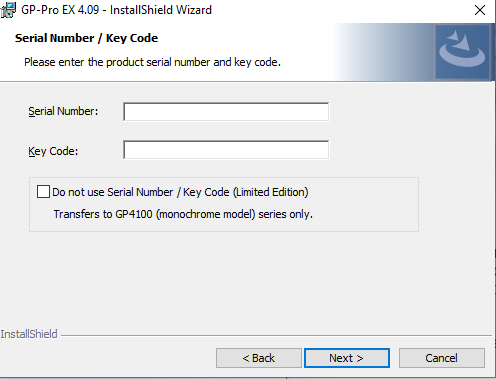 GP-Pro EX 4.09 - InstallShield Wizard
Serial Number / Key Code
Please enter the product serial number and key code.
Serial Number:
Key Code:
Do not use Serial Number / Key Code (Limited Edition)
Transfers to GP4100 (monochrome model) series only.
InstallShield
< Back Next > Cancel